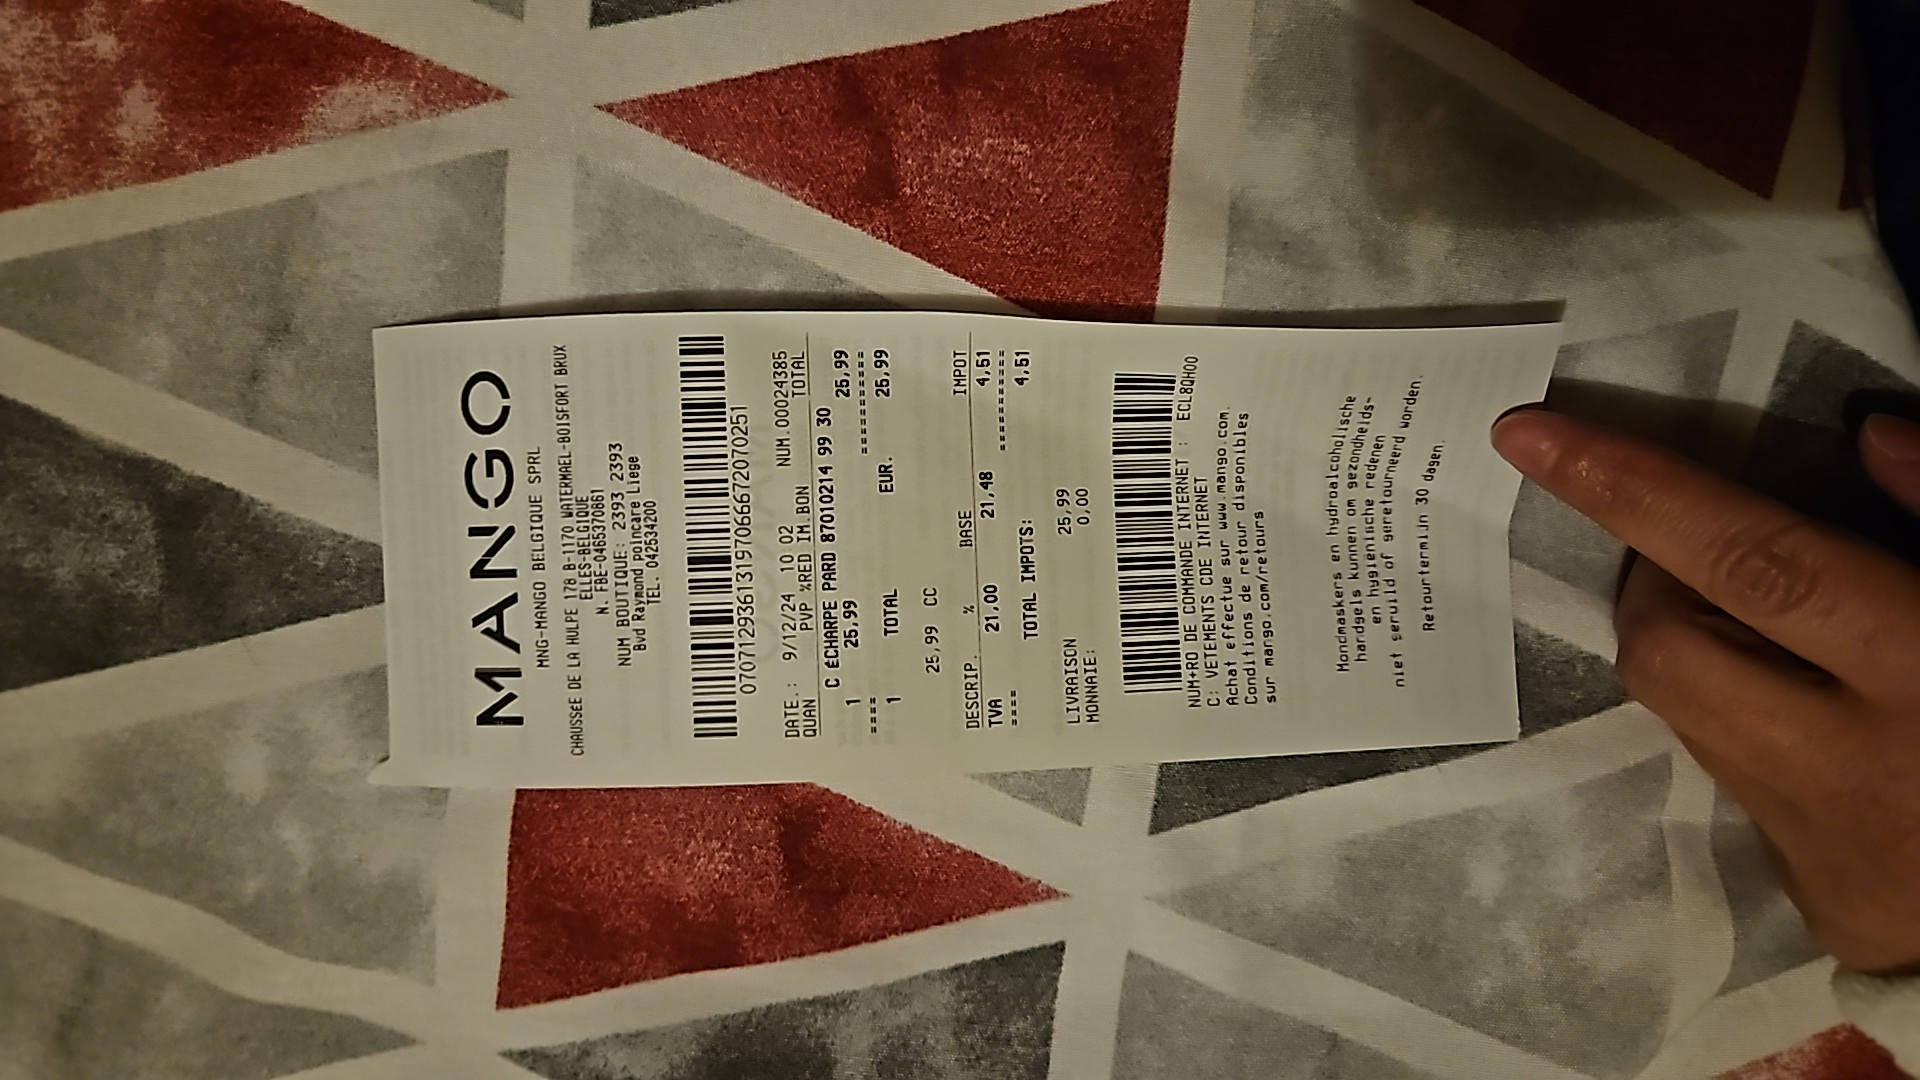 MANGO
MNG-MANGO BELGIQUE SPRL
CHAUSSÉE DE LA HULPE 178 B-1170 WATERMAEL-BOISFORT BRUX
ELLES-BELGIQUE
N. FBE-0465370861
NUM BOUTIQUE: 2393 2393
Bvd Raymond poincare Liege
TEL. 042534200
07071293613197066672070251
DATE.: 9/12/24 10 02 NUM.00024385
QUAN PVP %RED IM.BON TOTAL
C ÉCHARPE PARD 87010214 99 30
1 25,99 25,99
==== ===========
1 TOTAL EUR. 25,99
25,99 CC
DESCRIP. % BASE IMPOT
TVA 21,00 21,48 4,51
==== ===========
TOTAL IMPOTS: 4,51
LIVRAISON 25,99
MONNAIE: 0,00
NUM+RO DE COMMANDE INTERNET : ECL8QH00
C: VETEMENTS CDE INTERNET
Achat effectue sur www.mango.com.
Conditions de retour disponibles
sur mango.com/retours
Mondmaskers en hydroalcoholische
hardgels kunnen om gezondheids-
en hygiënische redenen
niet geruild of geretourneerd worden.
Retourtermijn 30 dagen.